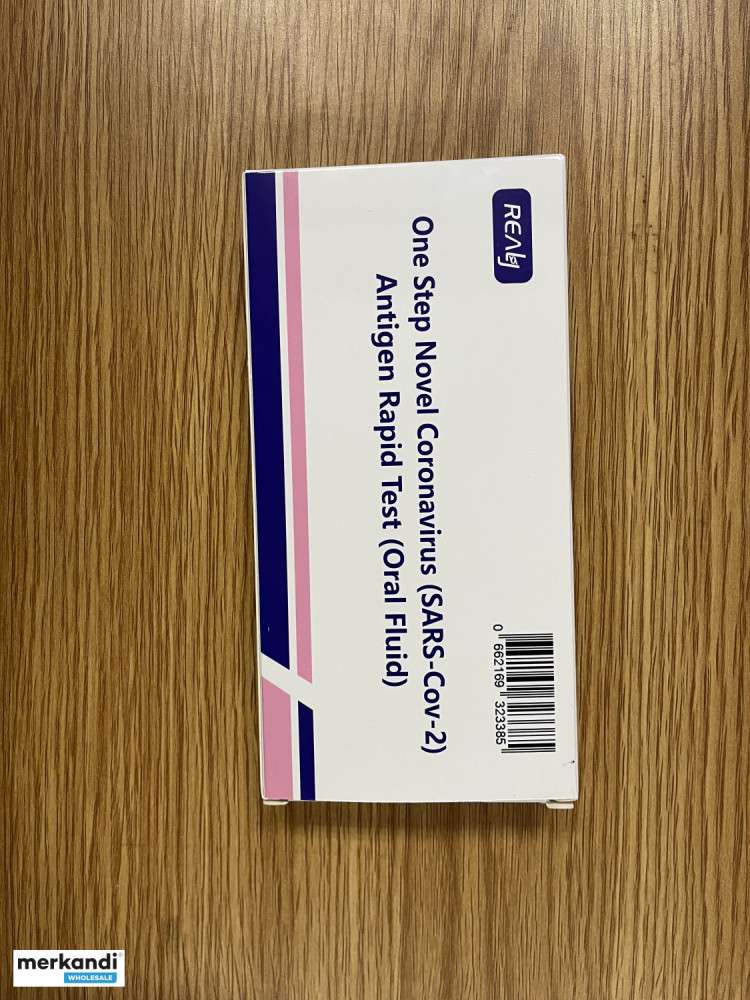 REALY
One Step Novel Coronavirus (SARS-Cov-2)
Antigen Rapid Test (Oral Fluid)
0 662169 323385
merkandi
WHOLESALE